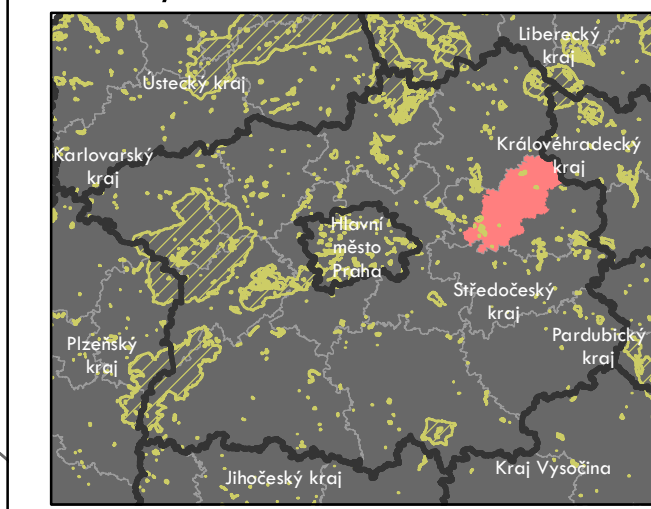 Liberecký
kraj
Ústecký kraj
Karlovarský
kraj
Královéhradecký
kraj
Hlavní
město
Praha
Středočeský
kraj
Plzeňský
kraj
Pardubický
kraj
Jihočeský kraj
Kraj Vysočina